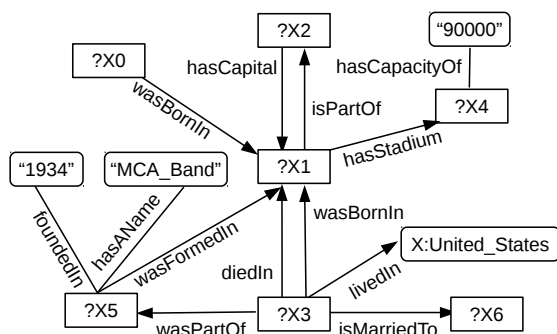 ?X2
"90000"
?X0
hasCapital
hasCapacityOf
wasBornIn
isPartOf
?X4
"1934"
"MCA_Band"
?X1
hasStadium
foundedIn
hasAName
wasFormedIn
wasBornIn
diedIn
livedIn
X:United_States
?X5
?X3
?X6
wasPartOf
isMarriedTo